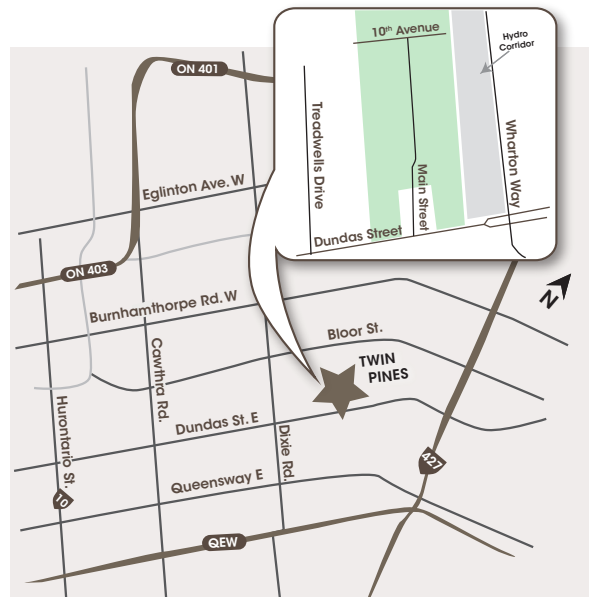 10th Avenue
Hydro
Corridor
Treadwells Drive
Main Street
Wharton Way
Dundas Street
ON 401
Eglinton Ave. W
ON 403
Burnhamthorpe Rd. W
N
Bloor St.
TWIN
PINES
Cawthra Rd.
Hurontario St.
Dundas St. E
Dixie Rd.
427
Queensway E
10
QEW